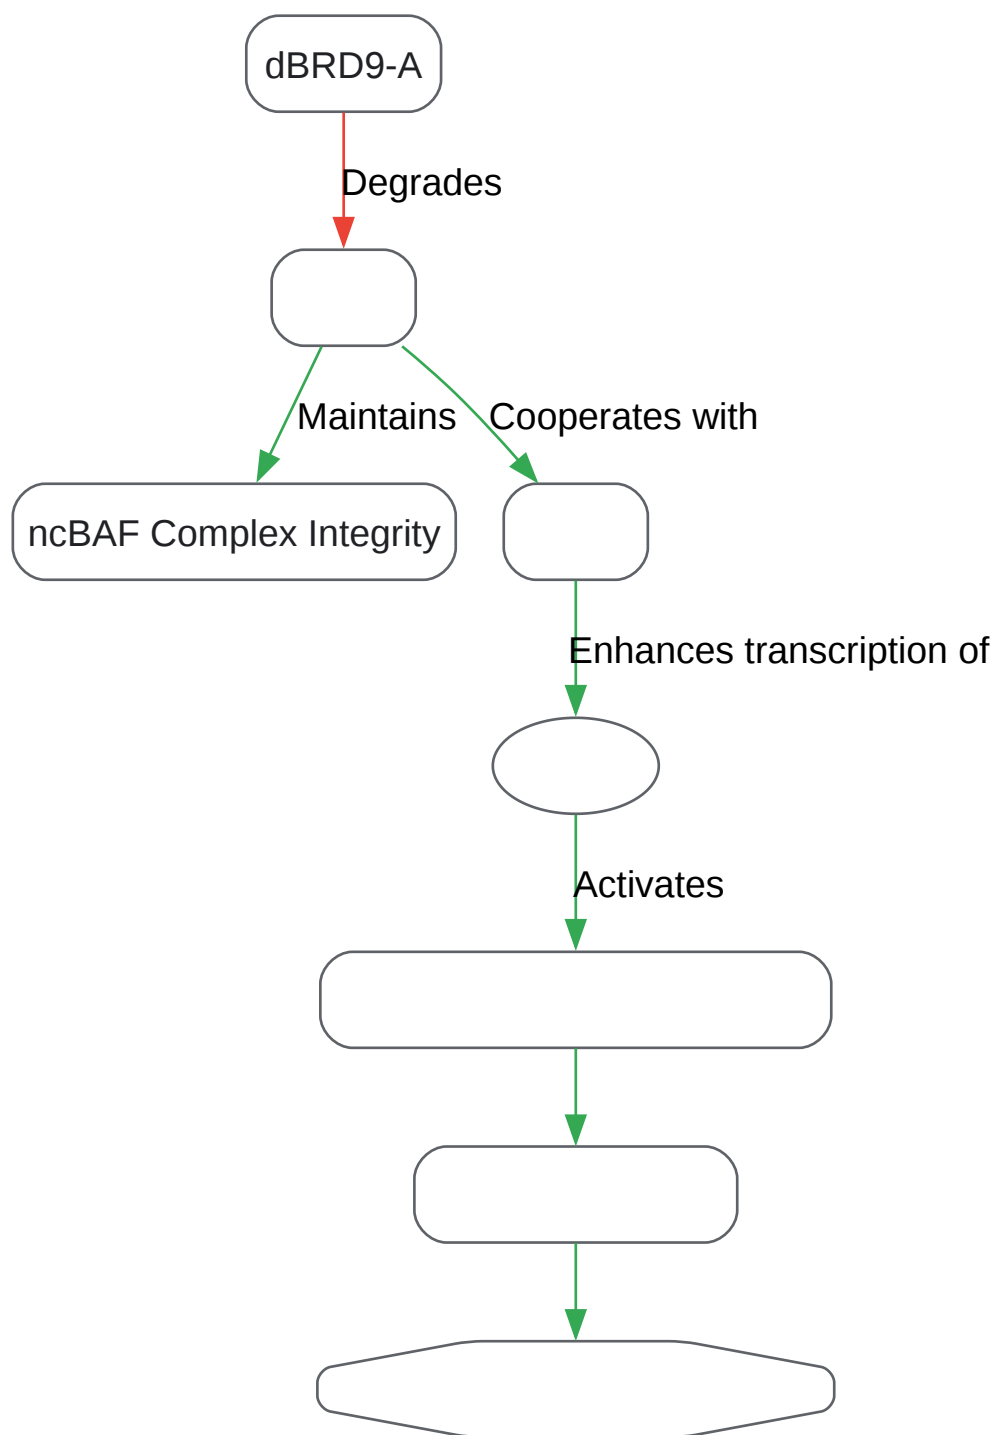 dBRD9-A
Degrades
Maintains
Cooperates with
ncBAF Complex Integrity
Enhances transcription of
Activates